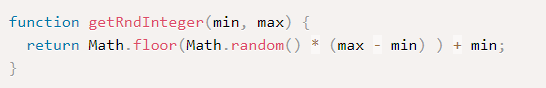 function getRndInteger(min, max) {
  return Math.floor(Math.random() * (max - min) ) + min;
}